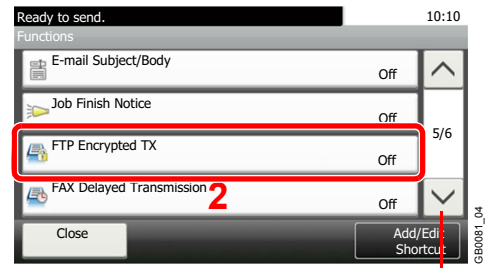 Ready to send. 10:10
Functions
E-mail Subject/Body
Off
Job Finish Notice
Off
5/6
FTP Encrypted TX
Off
FAX Delayed Transmission
2
Off
Close
Add/Edit
Shortcut
GB0081_04